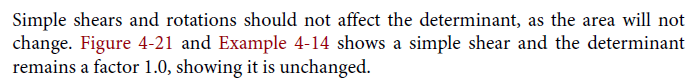 Simple shears and rotations should not affect the determinant, as the area will not
change. Figure 4-21 and Example 4-14 shows a simple shear and the determinant
remains a factor 1.0, showing it is unchanged.